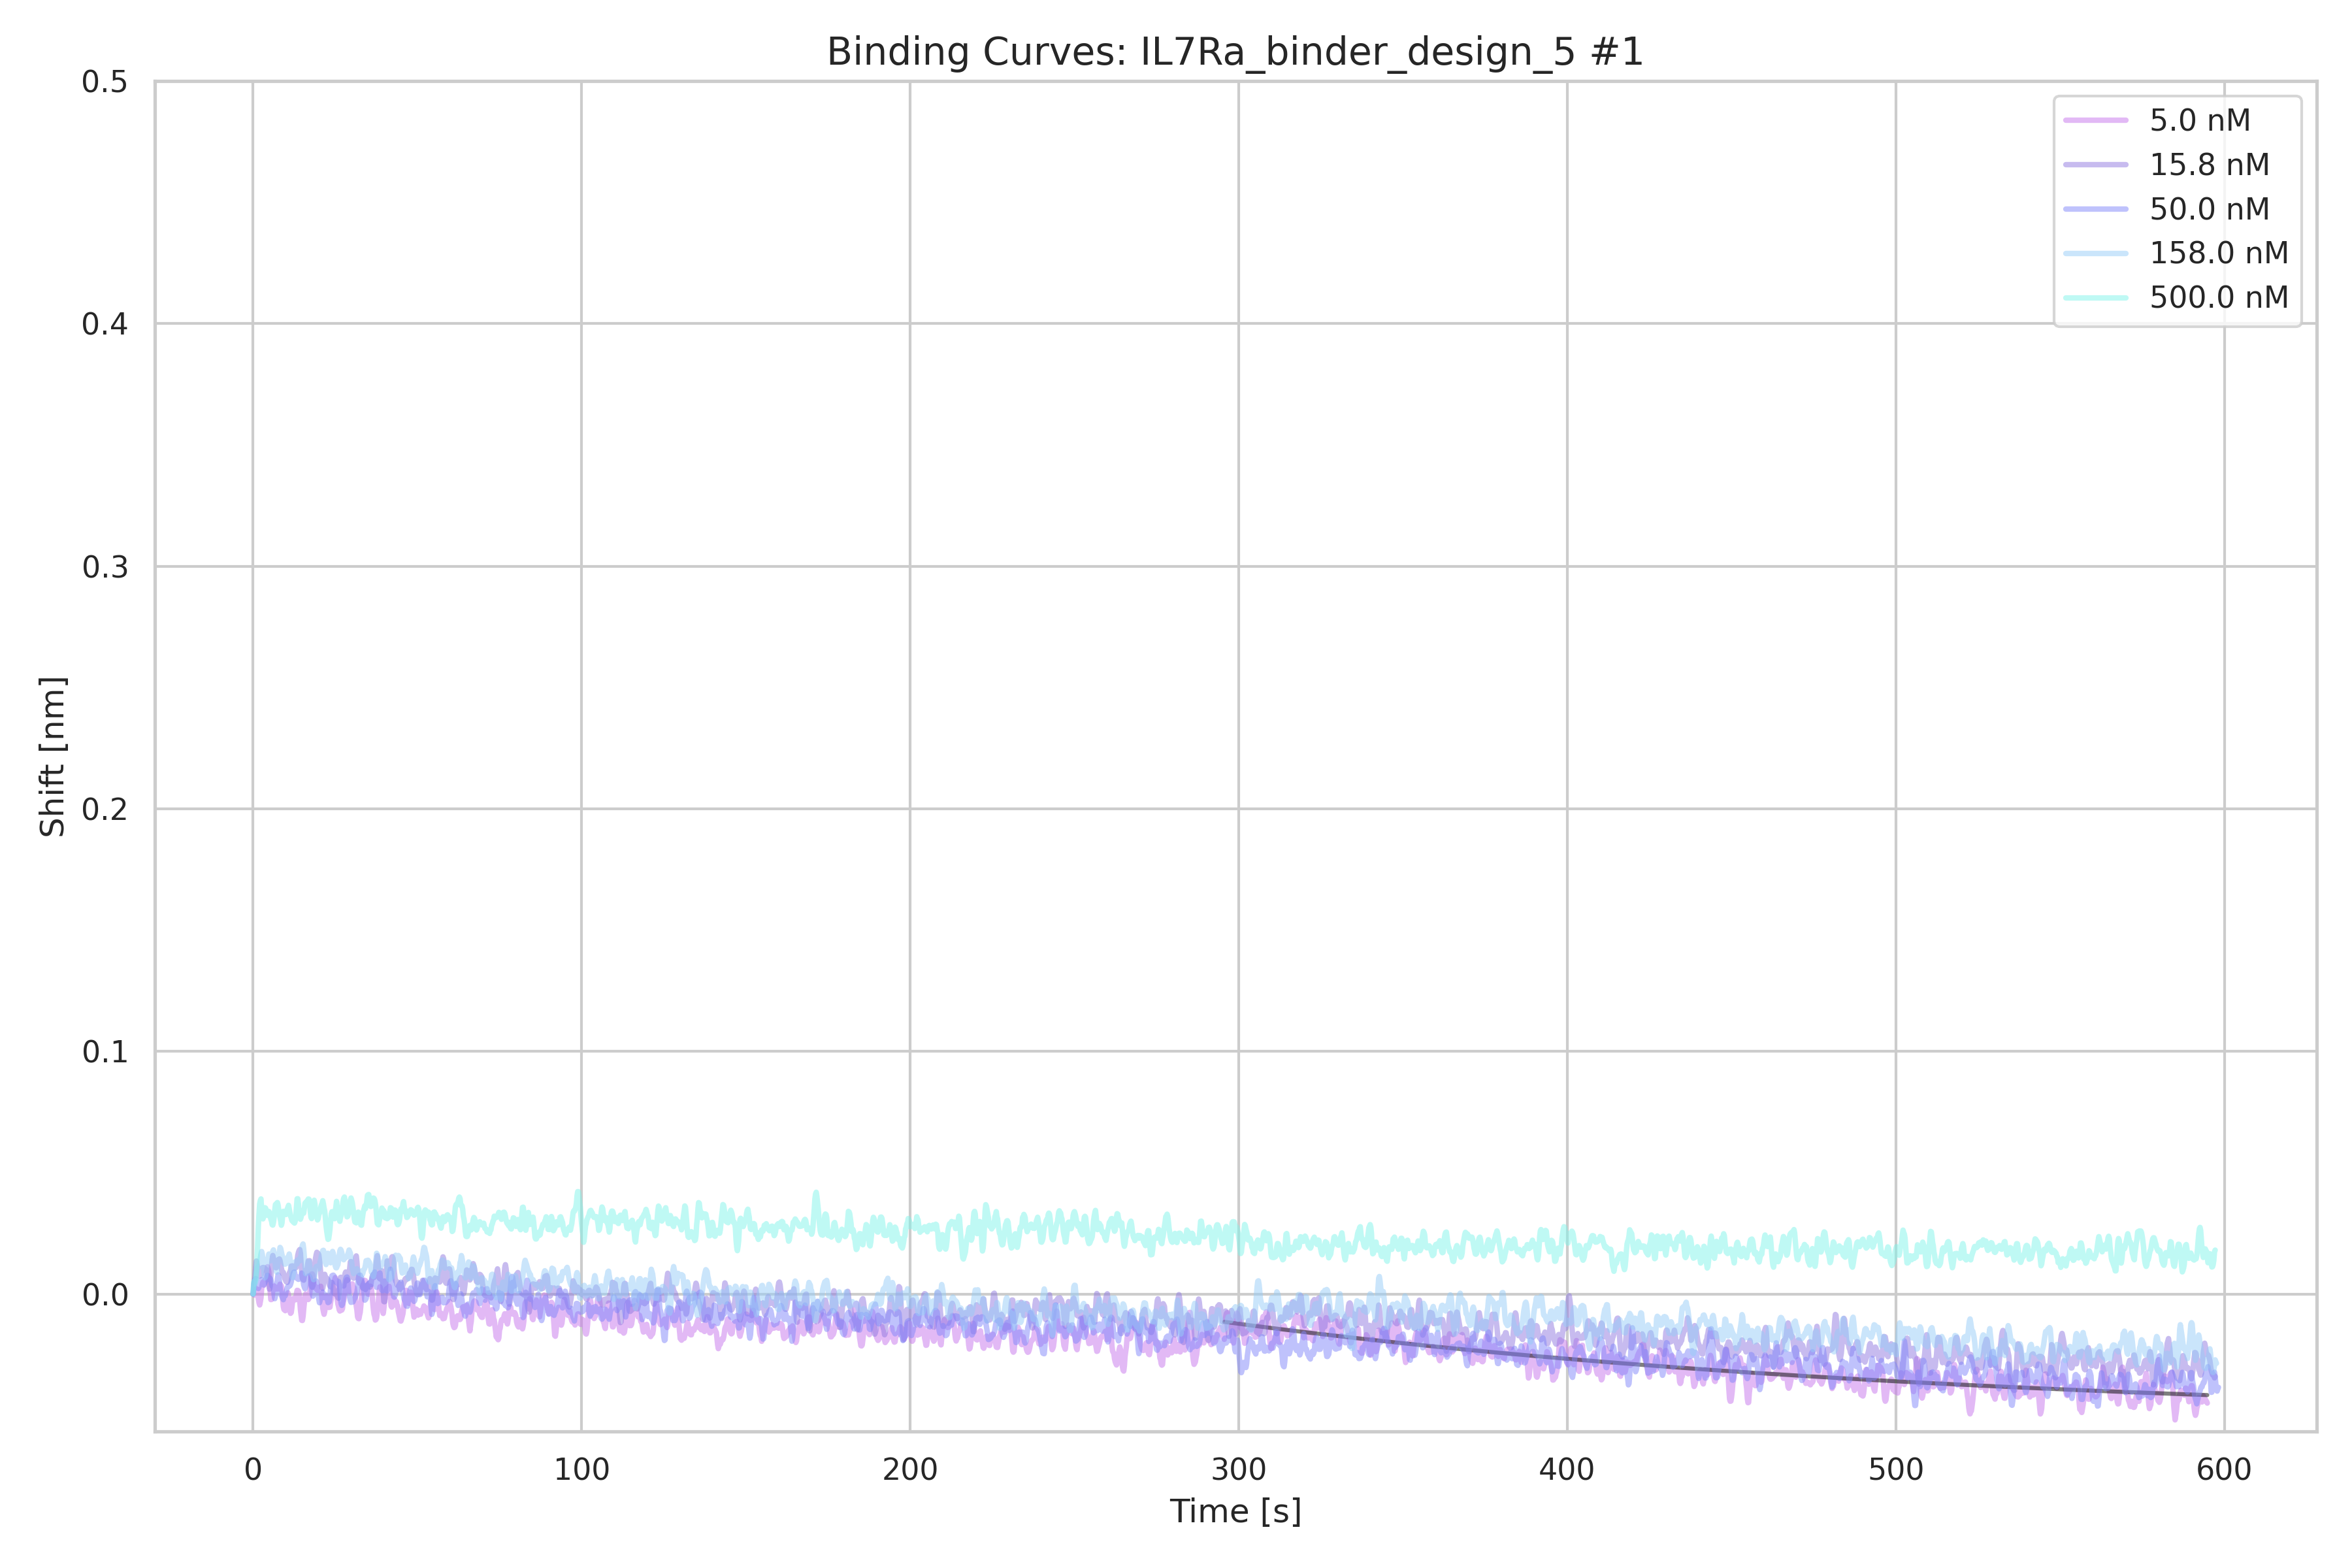 Binding Curves: IL7Ra_binder_design_5 #1
0.5
0.4
0.3
0.2
0.1
0.0
Shift [nm]
5.0 nM
15.8 nM
50.0 nM
158.0 nM
500.0 nM
0 100 200 300 400 500 600
Time [s]